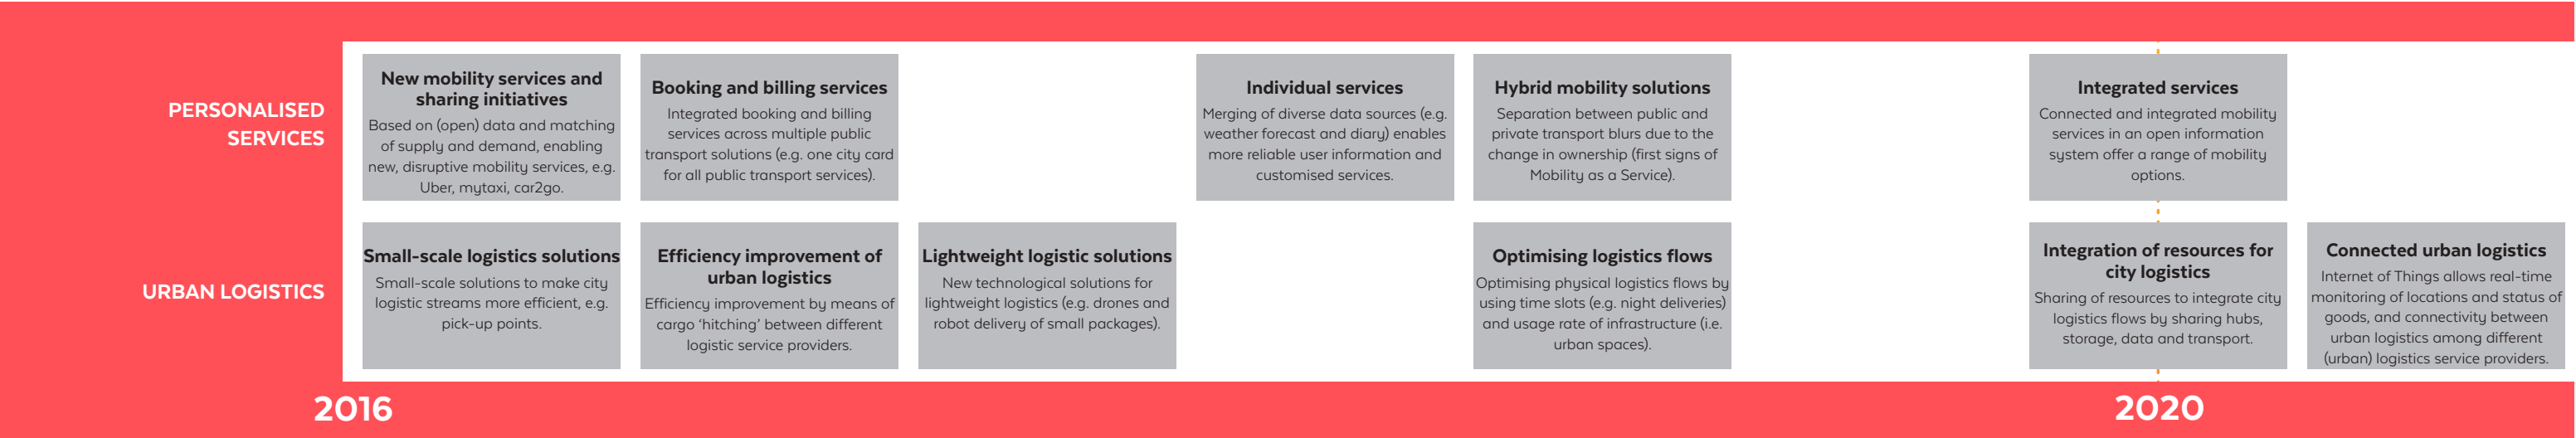 PERSONALISED
SERVICES
New mobility services and
sharing initiatives
Based on (open) data and matching
of supply and demand, enabling
new, disruptive mobility services, e.g.
Uber, mytaxi, car2go.
Booking and billing services
Integrated booking and billing
services across multiple public
transport solutions (e.g. one city card
for all public transport services).
Individual services
Merging of diverse data sources (e.g.
weather forecast and diary) enables
more reliable user information and
customised services.
Hybrid mobility solutions
Separation between public and
private transport blurs due to the
change in ownership (first signs of
Mobility as a Service).
Integrated services
Connected and integrated mobility
services in an open information
system offer a range of mobility
options.
URBAN LOGISTICS
Small-scale logistics solutions
Small-scale solutions to make city
logistic streams more efficient, e.g.
pick-up points.
Efficiency improvement of
urban logistics
Efficiency improvement by means of
cargo ‘hitching’ between different
logistic service providers.
Lightweight logistic solutions
New technological solutions for
lightweight logistics (e.g. drones and
robot delivery of small packages).
Optimising logistics flows
Optimising physical logistics flows by
using time slots (e.g. night deliveries)
and usage rate of infrastructure (i.e.
urban spaces).
Integration of resources for
city logistics
Sharing of resources to integrate city
logistics flows by sharing hubs,
storage, data and transport.
Connected urban logistics
Internet of Things allows real-time
monitoring of locations and status of
goods, and connectivity between
urban logistics among different
(urban) logistics service providers.
2016
2020